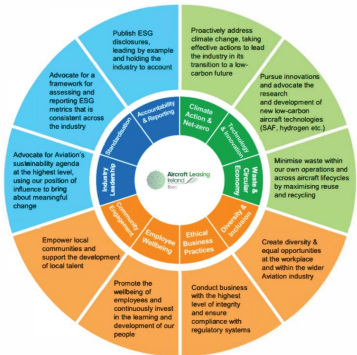 Publish ESG
disclosures,
leading by example
and holding
the industry
to account
Proactively address
climate change, taking
effective actions to lead
the industry in its
transition to a low-
carbon future
Advocate for a
framework for
assessing and
reporting ESG
metrics that is
consistent across
the industry
Pursue innovations
and advocate the
research
and development of
new low-carbon
aircraft technologies
(SAF, hydrogen etc.)
Advocate for Aviation's
sustainability agenda
at the highest level,
using our position of
influence to bring
about meaningful
change
Minimise waste within
our own operations and
across aircraft lifecycles
by maximising reuse
and recycling
Empower local
communities and
support the development
of local talent
Create diversity &
equal opportunities
at the workplace
and within the wider
Aviation industry
Promote the
wellbeing of
employees and
continuously invest
in the learning and
development of our
people
Conduct business
with the highest
level of integrity
and ensure
compliance with
regulatory systems
Accountability
& Reporting
Climate
Action &
Net-zero
Technology
& Innovation
Waste &
Circular
Economy
Diversity &
Inclusion
Ethical
Business
Practices
Employee
Wellbeing
Community
Engagement
Industry
Leadership
Standardisation
Aircraft Leasing
Ireland